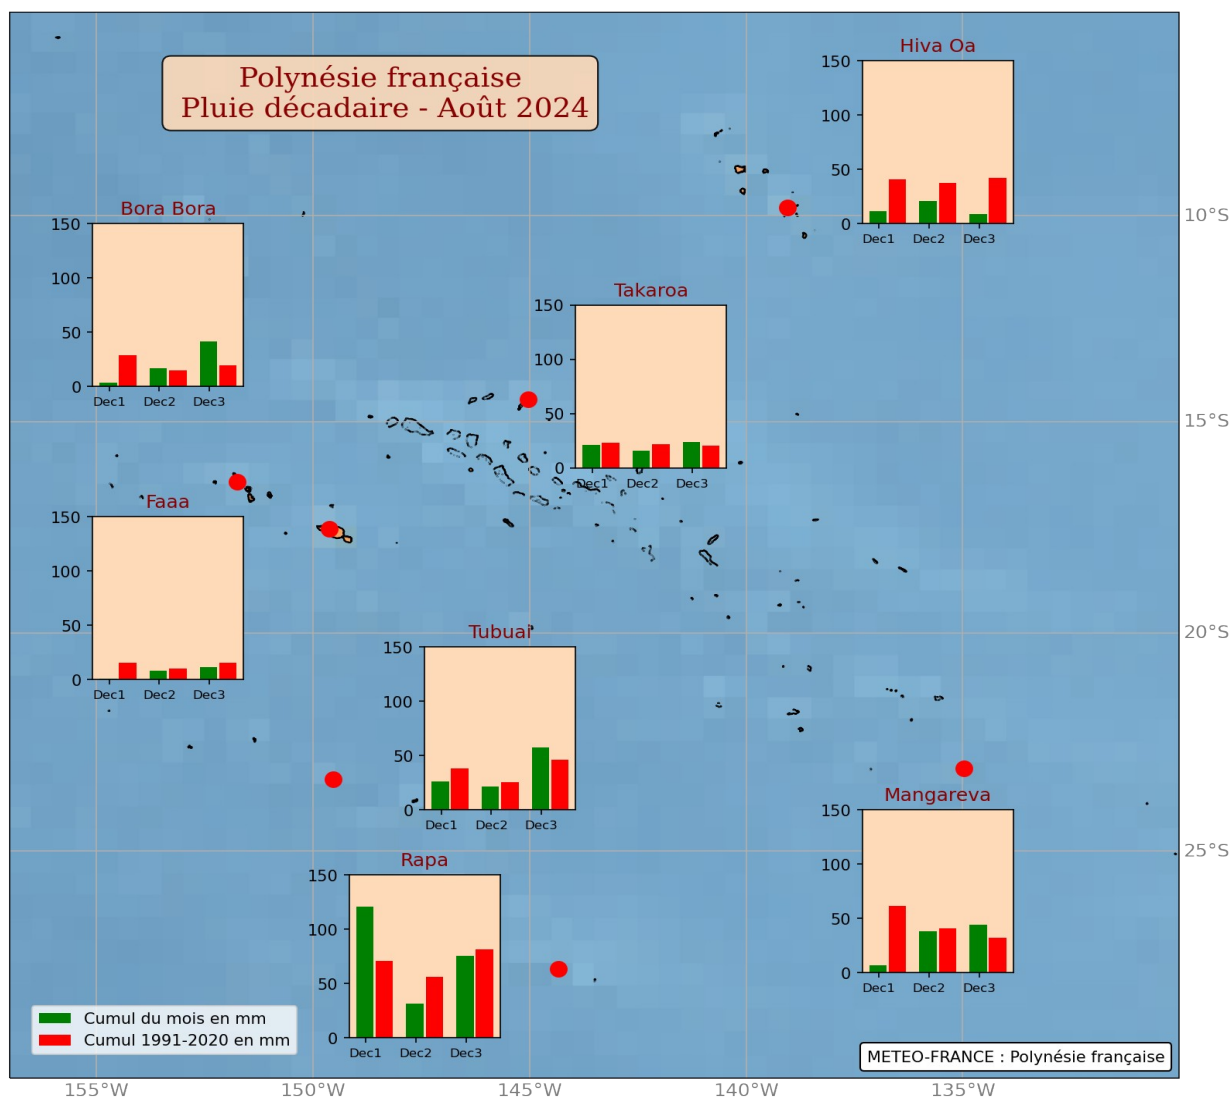 Polynésie française
Pluie décadaire - Août 2024
Hiva Oa
150
100
50
0
Dec1 Dec2 Dec3
10°S
Bora Bora
150
100
50
0
Dec1 Dec2 Dec3
Takaroa
150
100
50
0
Dec1 Dec2 Dec3
15°S
Faaa
150
100
50
0
Dec1 Dec2 Dec3
20°S
Tubuai
150
100
50
0
Dec1 Dec2 Dec3
Mangareva
150
100
50
0
Dec1 Dec2 Dec3
25°S
Rapa
150
100
50
0
Dec1 Dec2 Dec3
Cumul du mois en mm
Cumul 1991-2020 en mm
METEO-FRANCE : Polynésie française
155°W 150°W 145°W 140°W 135°W